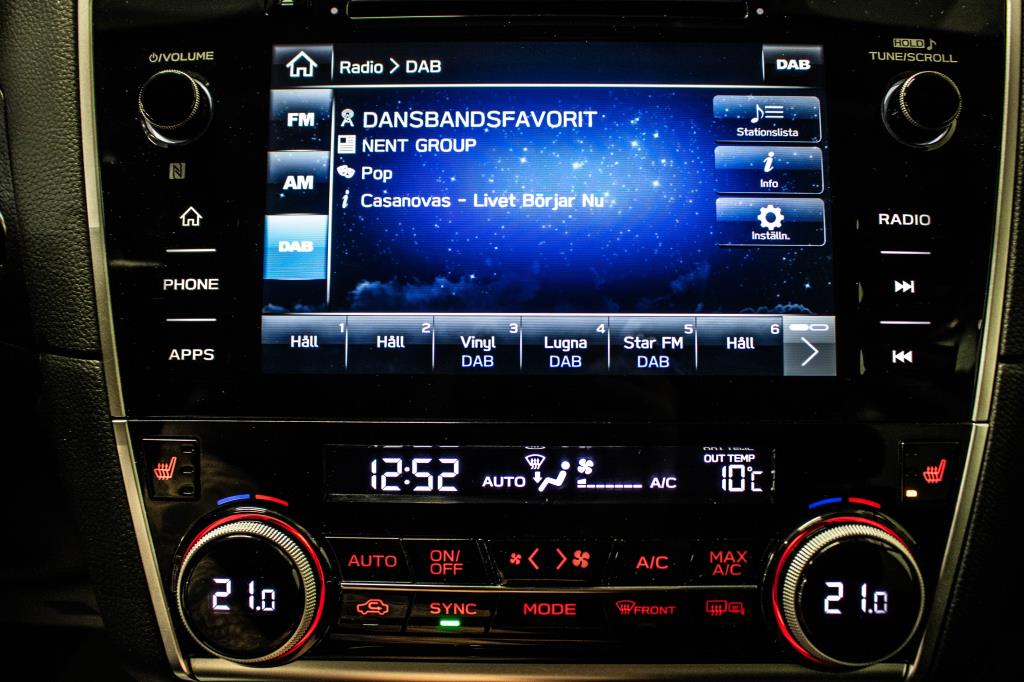 ⏻/VOLUME
Radio > DAB
DAB
HOLD
TUNE/SCROLL
FM
AM
DAB
DANSBANDSFAVORIT
NENT GROUP
Pop
Casanovas - Livet Börjar Nu
Stationslista
Info
Inställn.
PHONE
APPS
RADIO
1
Håll
2
Håll
3
Vinyl
DAB
4
Lugna
DAB
5
Star FM
DAB
6
Håll
12:52
AUTO
A/C
OUT TEMP
10°C
21.0
21.0
AUTO
ON/
OFF
A/C
MAX
A/C
SYNC
MODE
FRONT